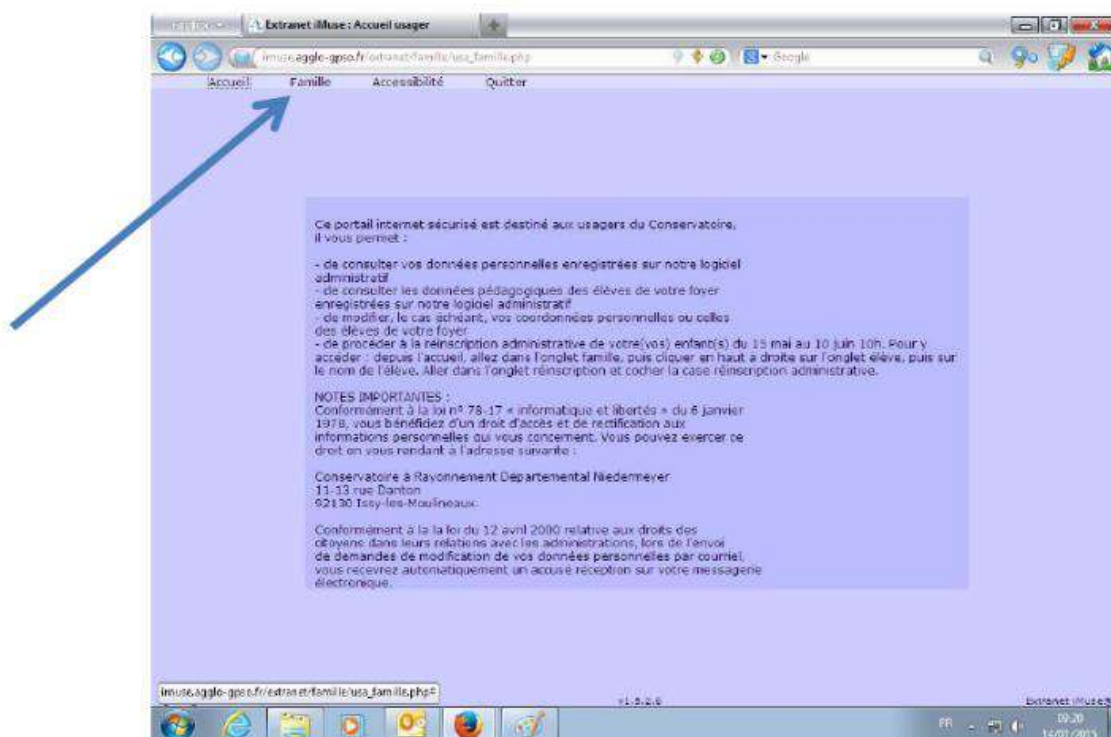 Extranet iMuse : Accueil usager
imuse.agglo-gpso.fr/extranet/famille/usa_famille.php
Google
Accueil Famille Accessibilité Quitter
Ce portail internet sécurisé est destiné aux usagers du Conservatoire,
il vous permet :
- de consulter vos données personnelles enregistrées sur notre logiciel
administratif
- de consulter les données pédagogiques des élèves de votre foyer
enregistrées sur notre logiciel administratif
- de modifier, le cas échéant, vos coordonnées personnelles ou celles
des élèves de votre foyer
- de procéder à la réinscription administrative de votre(vos) enfant(s) du 15 mai au 10 juin 10h. Pour y
accéder : depuis l'accueil, allez dans l'onglet famille, puis cliquer en haut a droite sur l'onglet élève, puis sur
le nom de l'élève. Aller dans l'onglet réinscription et cocher la case réinscription administrative.
NOTES IMPORTANTES :
Conformément à la loi nº 78-17 « informatique et libertés » du 6 janvier
1978, vous bénéficiez d'un droit d'accès et de rectification aux
informations personnelles qui vous concernent. Vous pouvez exercer ce
droit en vous rendant à l'adresse suivante :
Conservatoire à Rayonnement Départemental Niedermeyer
11-13 rue Danton
92130 Issy-les-Moulineaux
Conformément à la la loi du 12 avril 2000 relative aux droits des
citoyens dans leurs relations avec les administrations, lors de l'envoi
de demandes de modification de vos données personnelles par courriel,
vous recevrez automatiquement un accusé réception sur votre messagerie
électronique.
imuse.agglo-gpso.fr/extranet/famille/usa_famille.php#
v1.5.2.6
Extranet iMuse
FR
09:20
14/01/2015